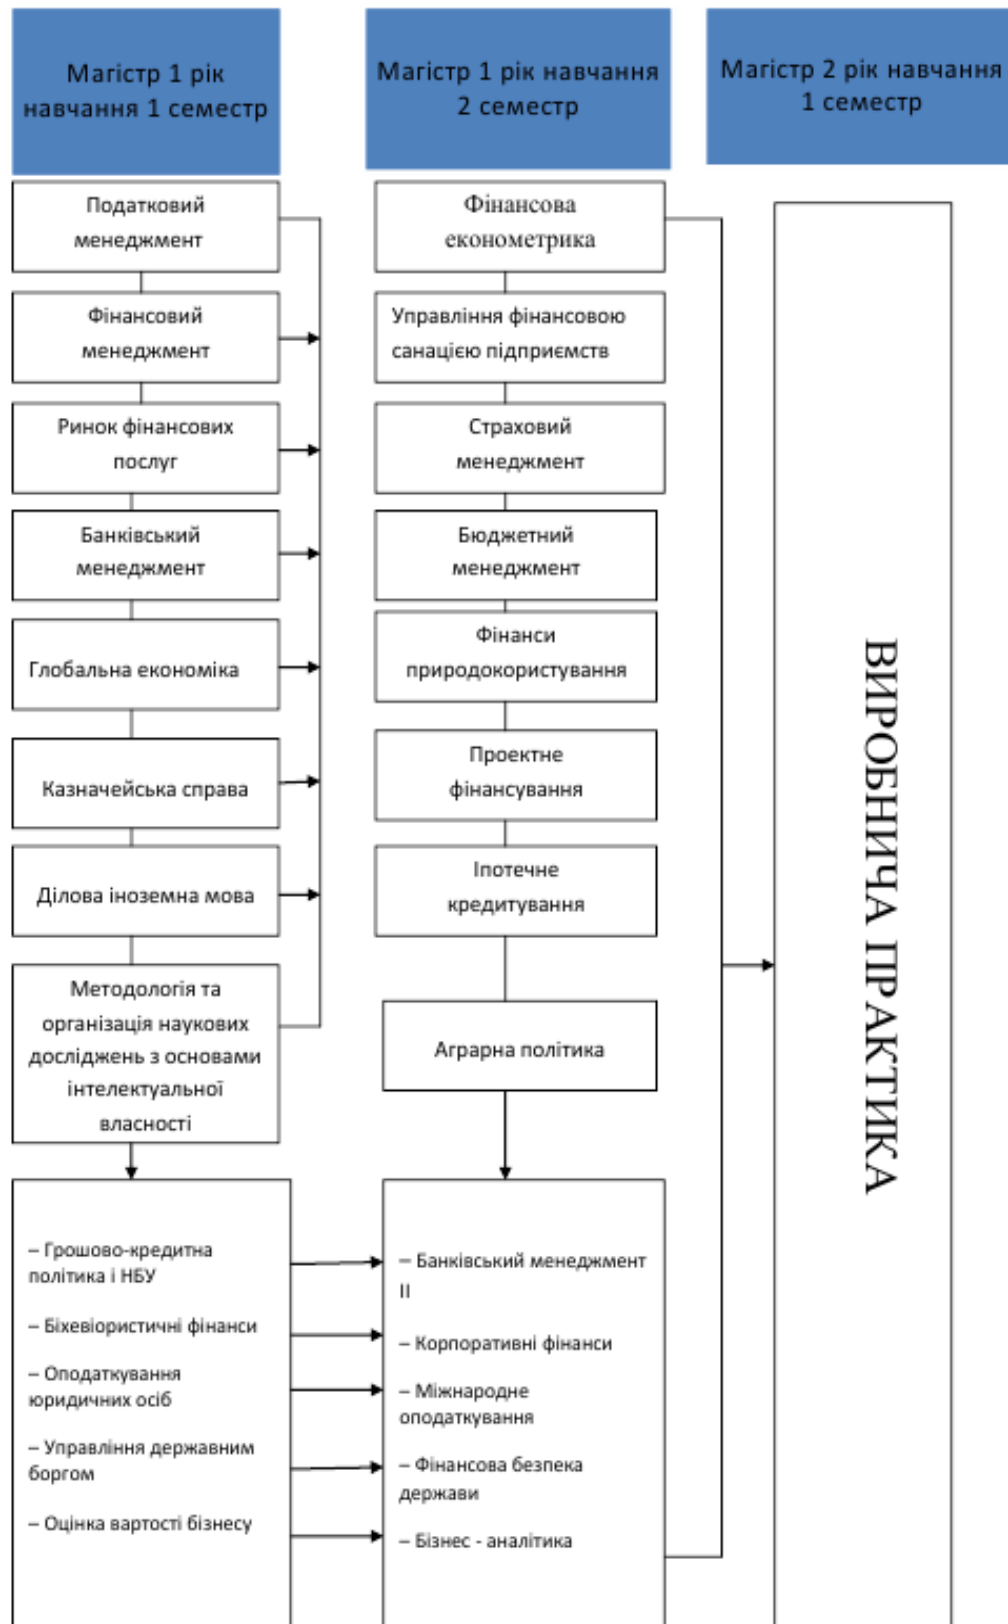 Магістр 1 рік
навчання 1 семестр
Магістр 1 рік навчання
2 семестр
Магістр 2 рік навчання
1 семестр
Податковий
менеджмент
Фінансовий
менеджмент
Ринок фінансових
послуг
Банківський
менеджмент
Глобальна економіка
Казначейська справа
Ділова іноземна мова
Методологія та
організація наукових
досліджень з основами
інтелектуальної
власності
– Грошово-кредитна
політика і НБУ
– Біхевіористичні фінанси
– Оподаткування
юридичних осіб
– Управління державним
боргом
– Оцінка вартості бізнесу
Фінансова
економетрика
Управління фінансовою
санацією підприємств
Страховий
менеджмент
Бюджетний
менеджмент
Фінанси
природокористування
Проектне
фінансування
Іпотечне
кредитування
Аграрна політика
– Банківський менеджмент
ІІ
– Корпоративні фінанси
– Міжнародне
оподаткування
– Фінансова безпека
держави
– Бізнес - аналітика
ВИРОБНИЧА ПРАКТИКА